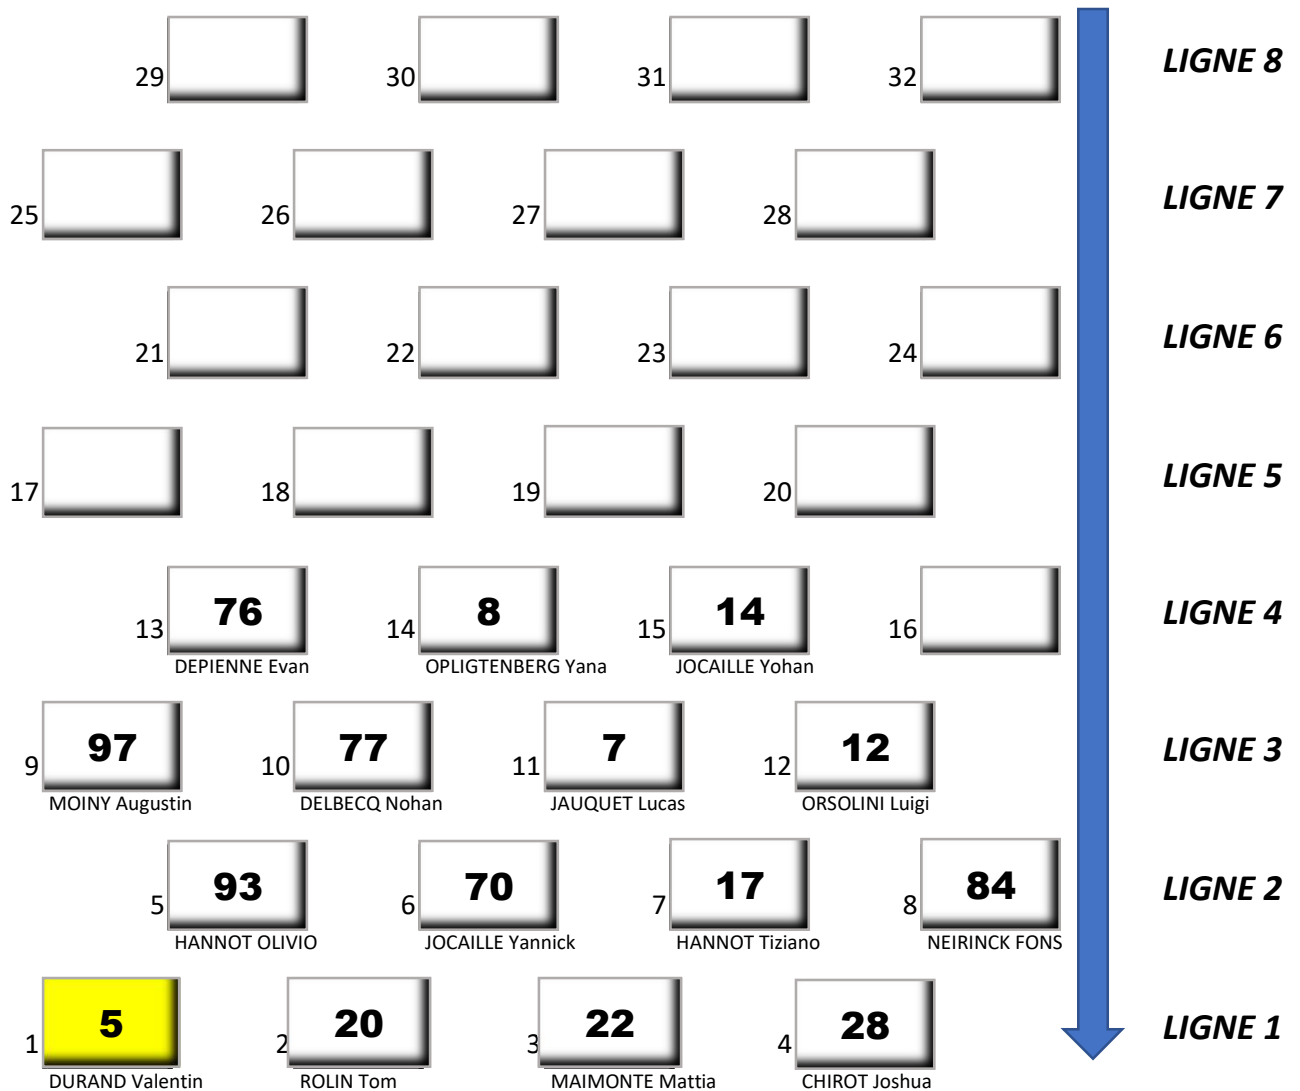 29 30 31 32 LIGNE 8
25 26 27 28 LIGNE 7
21 22 23 24 LIGNE 6
17 18 19 20 LIGNE 5
13 76 14 8 15 14 16 LIGNE 4
DEPIENNE Evan OPLIGTENBERG Yana JOCAILLE Yohan
9 97 10 77 11 7 12 12 LIGNE 3
MOINY Augustin DELBECQ Nohan JAUQUET Lucas ORSOLINI Luigi
5 93 6 70 7 17 8 84 LIGNE 2
HANNOT OLIVIO JOCAILLE Yannick HANNOT Tiziano NEIRINCK FONS
1 5 2 20 3 22 4 28 LIGNE 1
DURAND Valentin ROLIN Tom MAIMONTE Mattia CHIROT Joshua